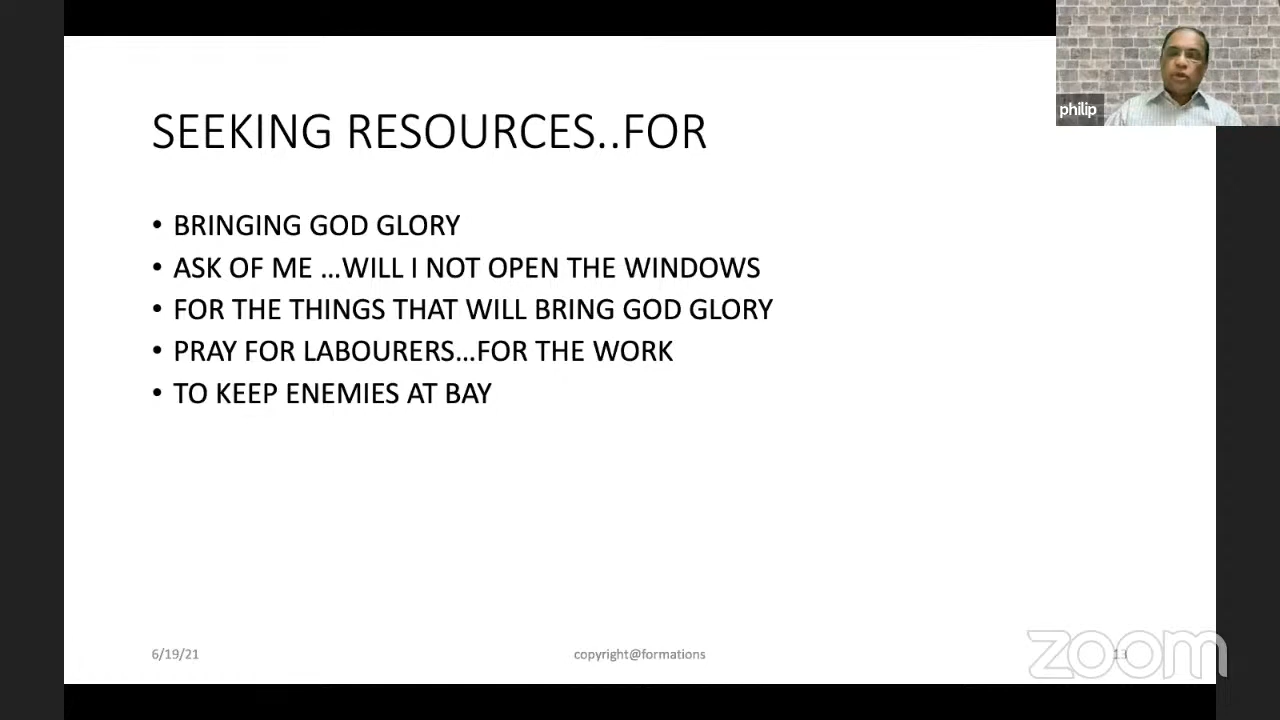 philip
SEEKING RESOURCES..FOR
• BRINGING GOD GLORY
• ASK OF ME …WILL I NOT OPEN THE WINDOWS
• FOR THE THINGS THAT WILL BRING GOD GLORY
• PRAY FOR LABOURERS…FOR THE WORK
• TO KEEP ENEMIES AT BAY
6/19/21
copyright@formations
13
zoom